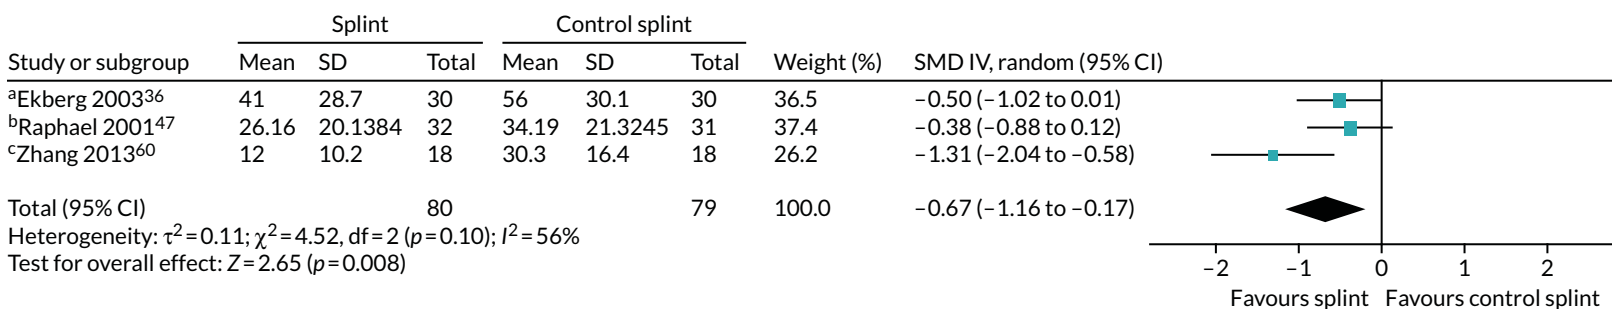 Splint Control splint
Study or subgroup Mean SD Total Mean SD Total Weight (%) SMD IV, random (95% CI)
aEkberg 200336 41 28.7 30 56 30.1 30 36.5 −0.50 (−1.02 to 0.01)
bRaphael 200147 26.16 20.1384 32 34.19 21.3245 31 37.4 −0.38 (−0.88 to 0.12)
cZhang 201360 12 10.2 18 30.3 16.4 18 26.2 −1.31 (−2.04 to −0.58)
Total (95% CI) 80 79 100.0 −0.67 (−1.16 to −0.17)
Heterogeneity: τ2=0.11; χ2=4.52, df=2 (p=0.10); I2=56%
Test for overall effect: Z=2.65 (p=0.008)
−2 −1 0 1 2
Favours splint Favours control splint